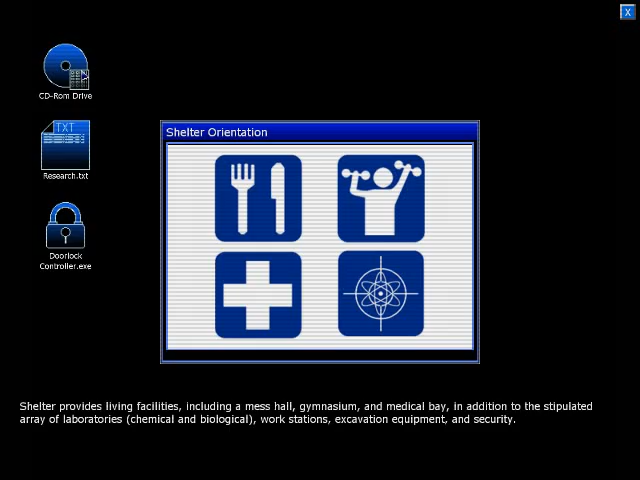 X
CD-Rom Drive
TXT
Research.txt
Doorlock
Controller.exe
Shelter Orientation
Shelter provides living facilities, including a mess hall, gymnasium, and medical bay, in addition to the stipulated
array of laboratories (chemical and biological), work stations, excavation equipment, and security.